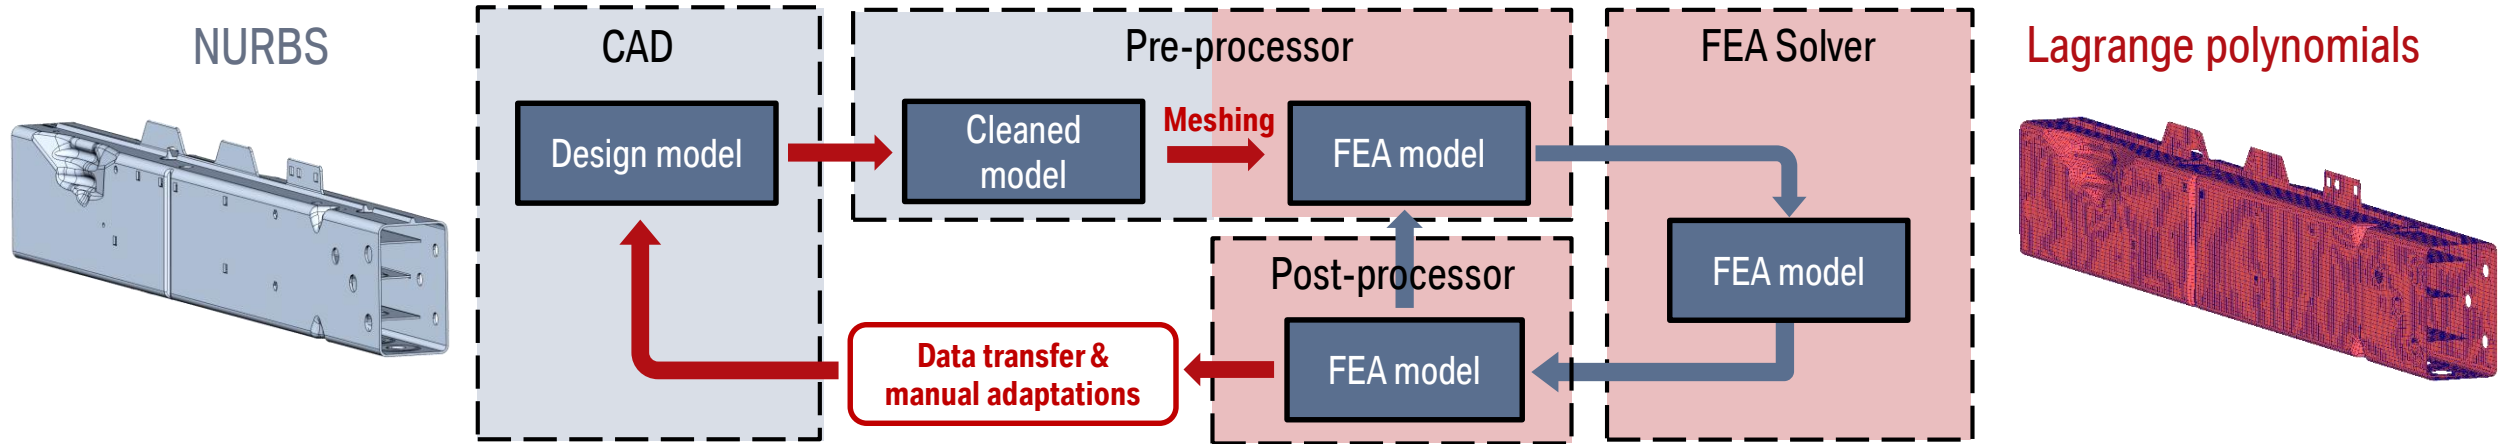 NURBS
CAD
Pre-processor
FEA Solver
Lagrange polynomials
Design model
Cleaned
model
Meshing
FEA model
FEA model
Post-processor
FEA model
Data transfer &
manual adaptations